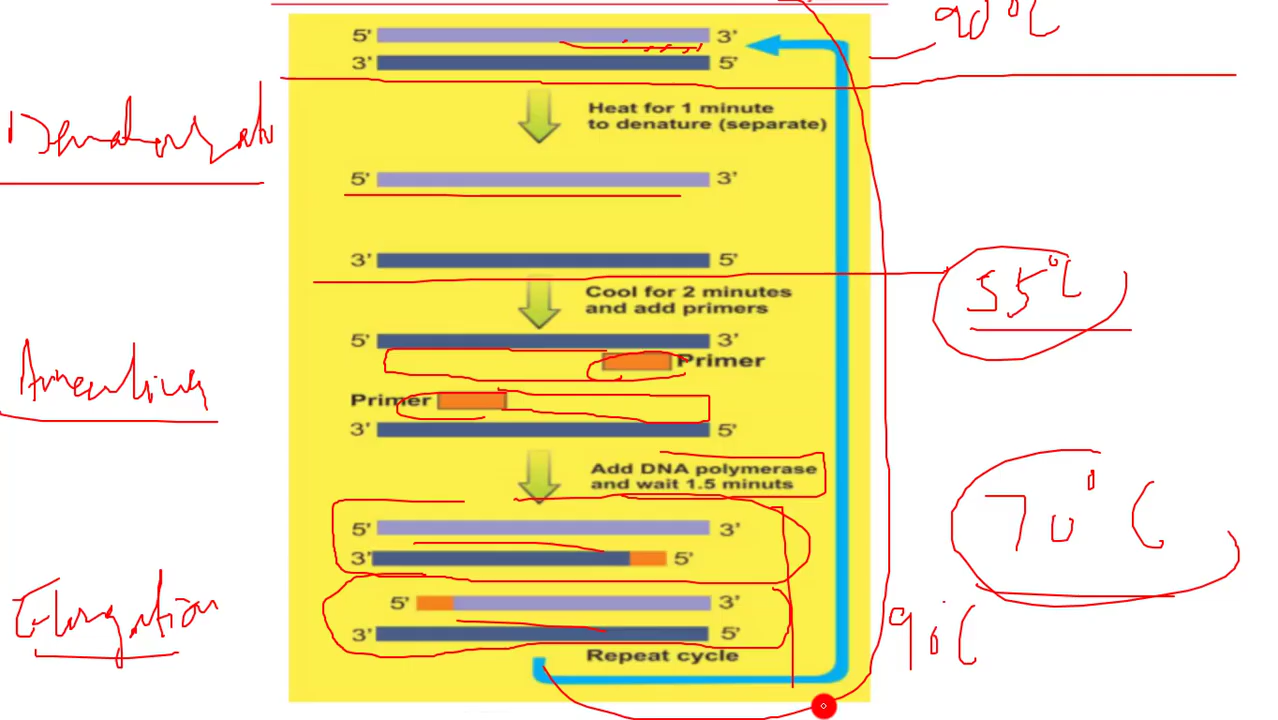 90°C
5' 3'
3' 5'
Heat for 1 minute
to denature (separate)
5' 3'
3' 5'
55°C
Cool for 2 minutes
and add primers
5' 3'
Primer
Primer
3' 5'
Add DNA polymerase
and wait 1.5 minuts
70°C
5' 3'
3' 5'
Elongation
5' 3'
3' 5'
90°C
Repeat cycle